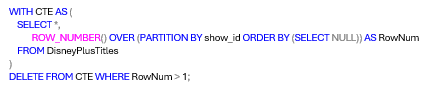 WITH CTE AS (
SELECT *,
ROW_NUMBER() OVER (PARTITION BY show_id ORDER BY (SELECT NULL)) AS RowNum
FROM DisneyPlusTitles
)
DELETE FROM CTE WHERE RowNum > 1;